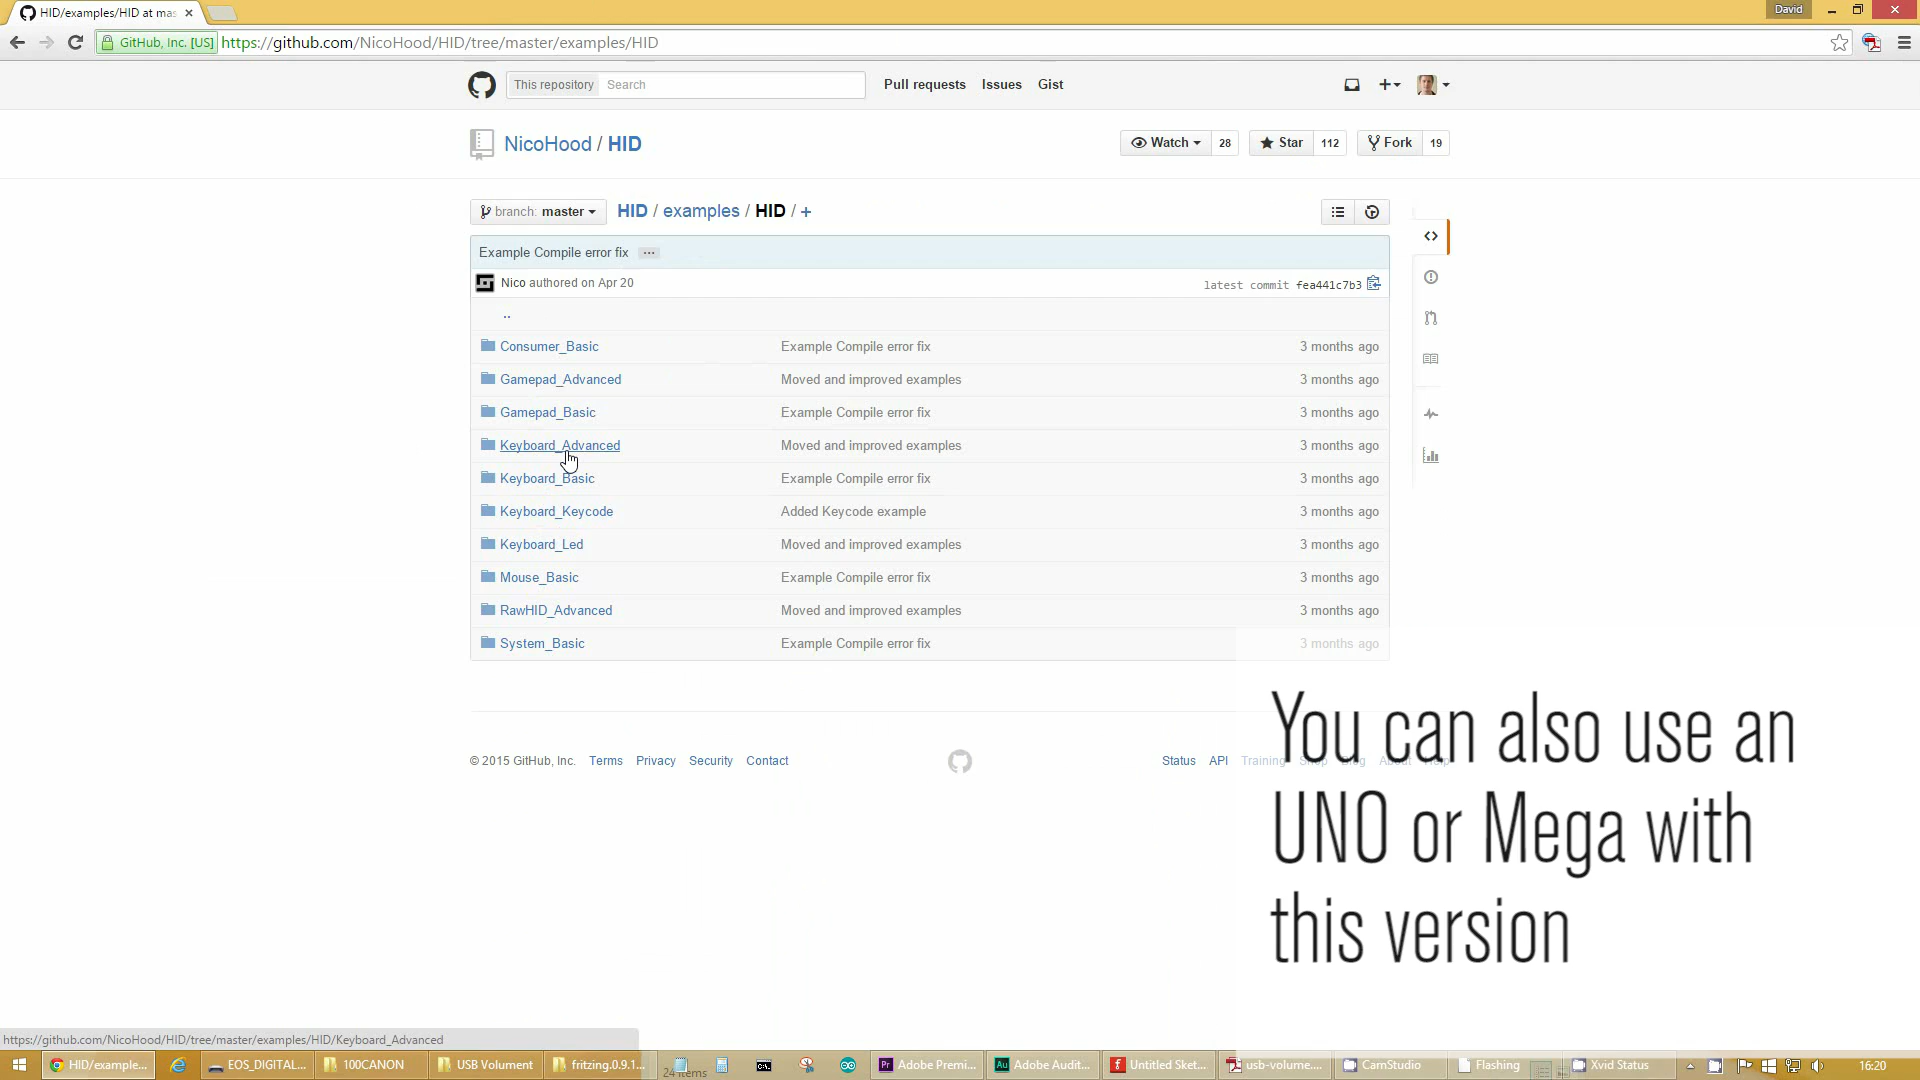 HID/examples/HID at mas
David
GitHub, Inc. [US] https://github.com/NicoHood/HID/tree/master/examples/HID
This repository Search Pull requests Issues Gist
NicoHood / HID
Watch 28 Star 112 Fork 19
branch: master HID / examples / HID / +
Example Compile error fix ...
Nico authored on Apr 20 latest commit fea441c7b3
..
Consumer_Basic Example Compile error fix 3 months ago
Gamepad_Advanced Moved and improved examples 3 months ago
Gamepad_Basic Example Compile error fix 3 months ago
Keyboard_Advanced Moved and improved examples 3 months ago
Keyboard_Basic Example Compile error fix 3 months ago
Keyboard_Keycode Added Keycode example 3 months ago
Keyboard_Led Moved and improved examples 3 months ago
Mouse_Basic Example Compile error fix 3 months ago
RawHID_Advanced Moved and improved examples 3 months ago
System_Basic Example Compile error fix 3 months ago
You can also use an
UNO or Mega with
this version
© 2015 GitHub, Inc. Terms Privacy Security Contact Status API Training Shop Blog About Help
https://github.com/NicoHood/HID/tree/master/examples/HID/Keyboard_Advanced
HID/example... EOS_DIGITAL... 100CANON USB Volument fritzing.0.9.1... 24 items Adobe Premi... Adobe Audit... Untitled Sket... usb-volume.... CamStudio Flashing Xvid Status 16:20